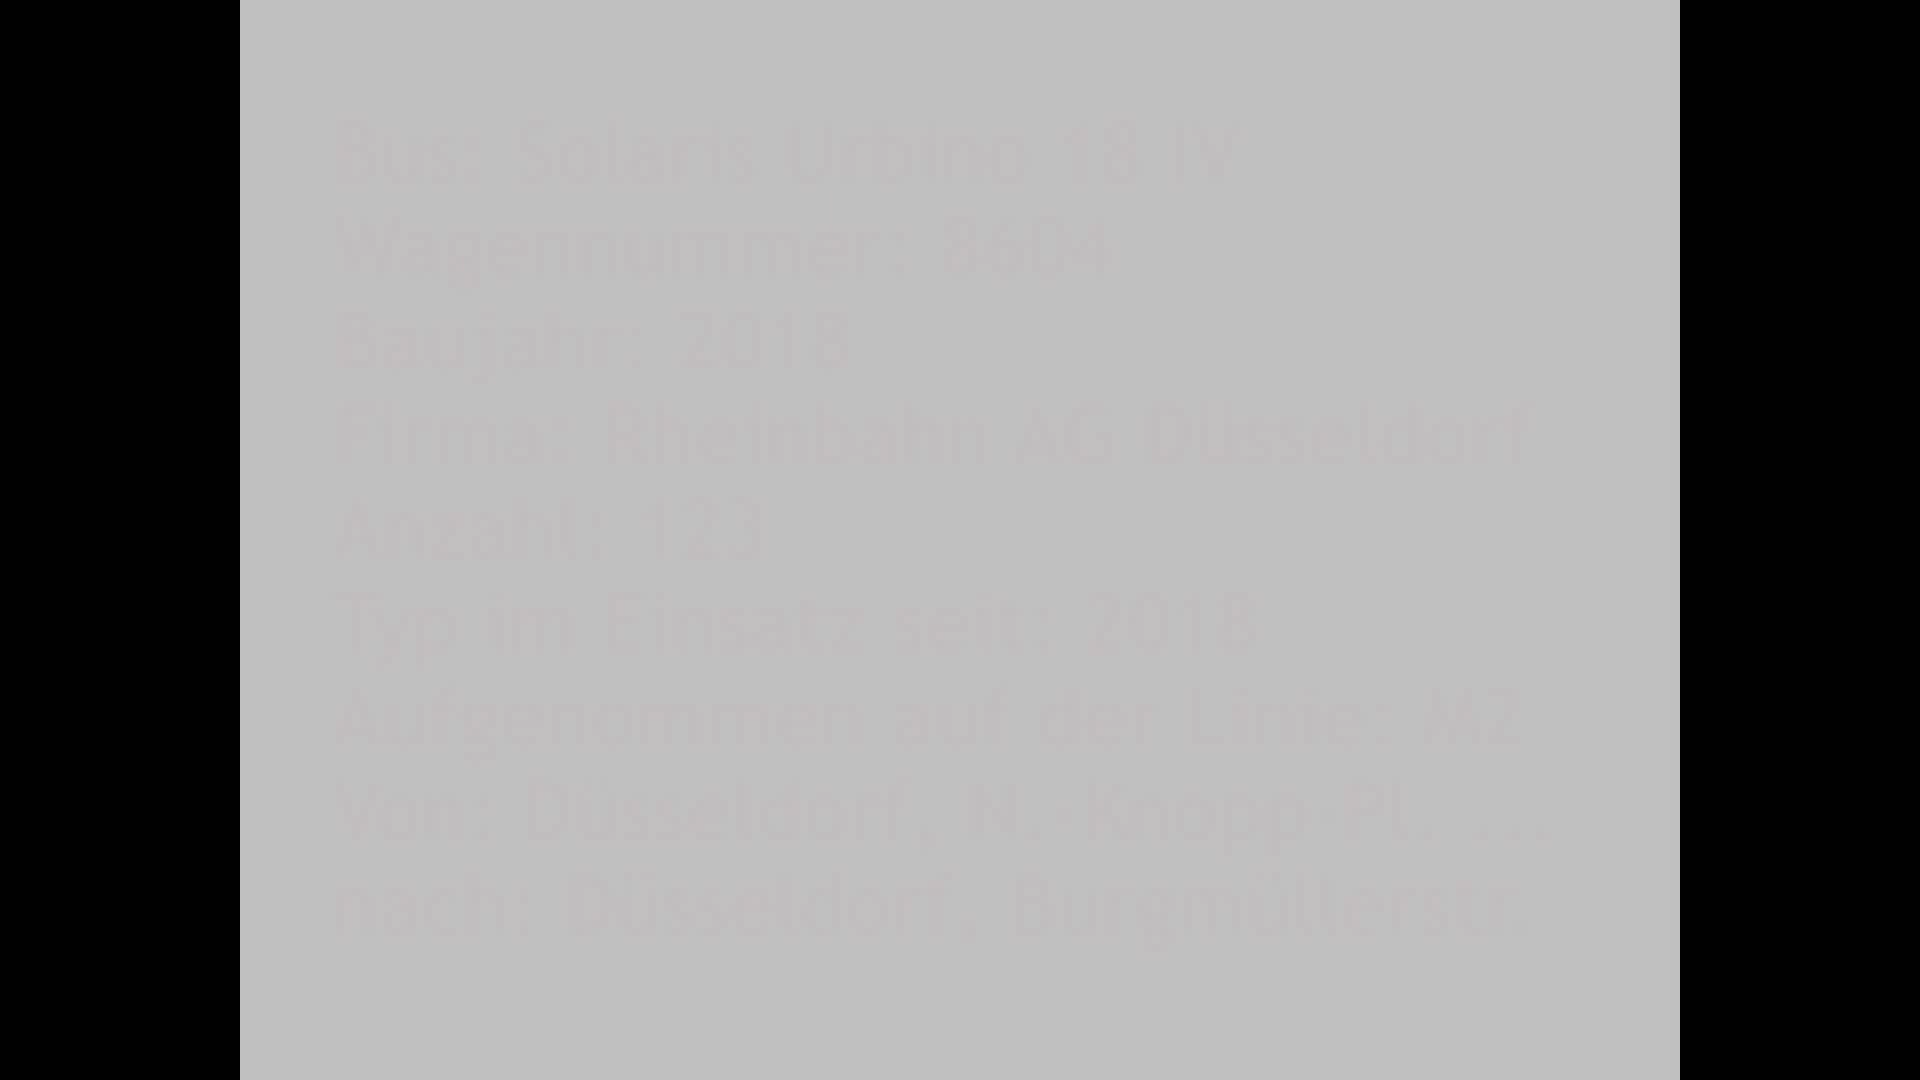 Bus: Solaris Urbino 18 IV
Wagennummer: 8604
Baujahr: 2018
Firma: Rheinbahn AG Düsseldorf
Anzahl: 123
Typ im Einsatz seit: 2018
Aufgenommen auf der Linie: M2
Von: Düsseldorf, N.-Knopp-Pl. ...
nach: Düsseldorf, Burgmüllerstr.